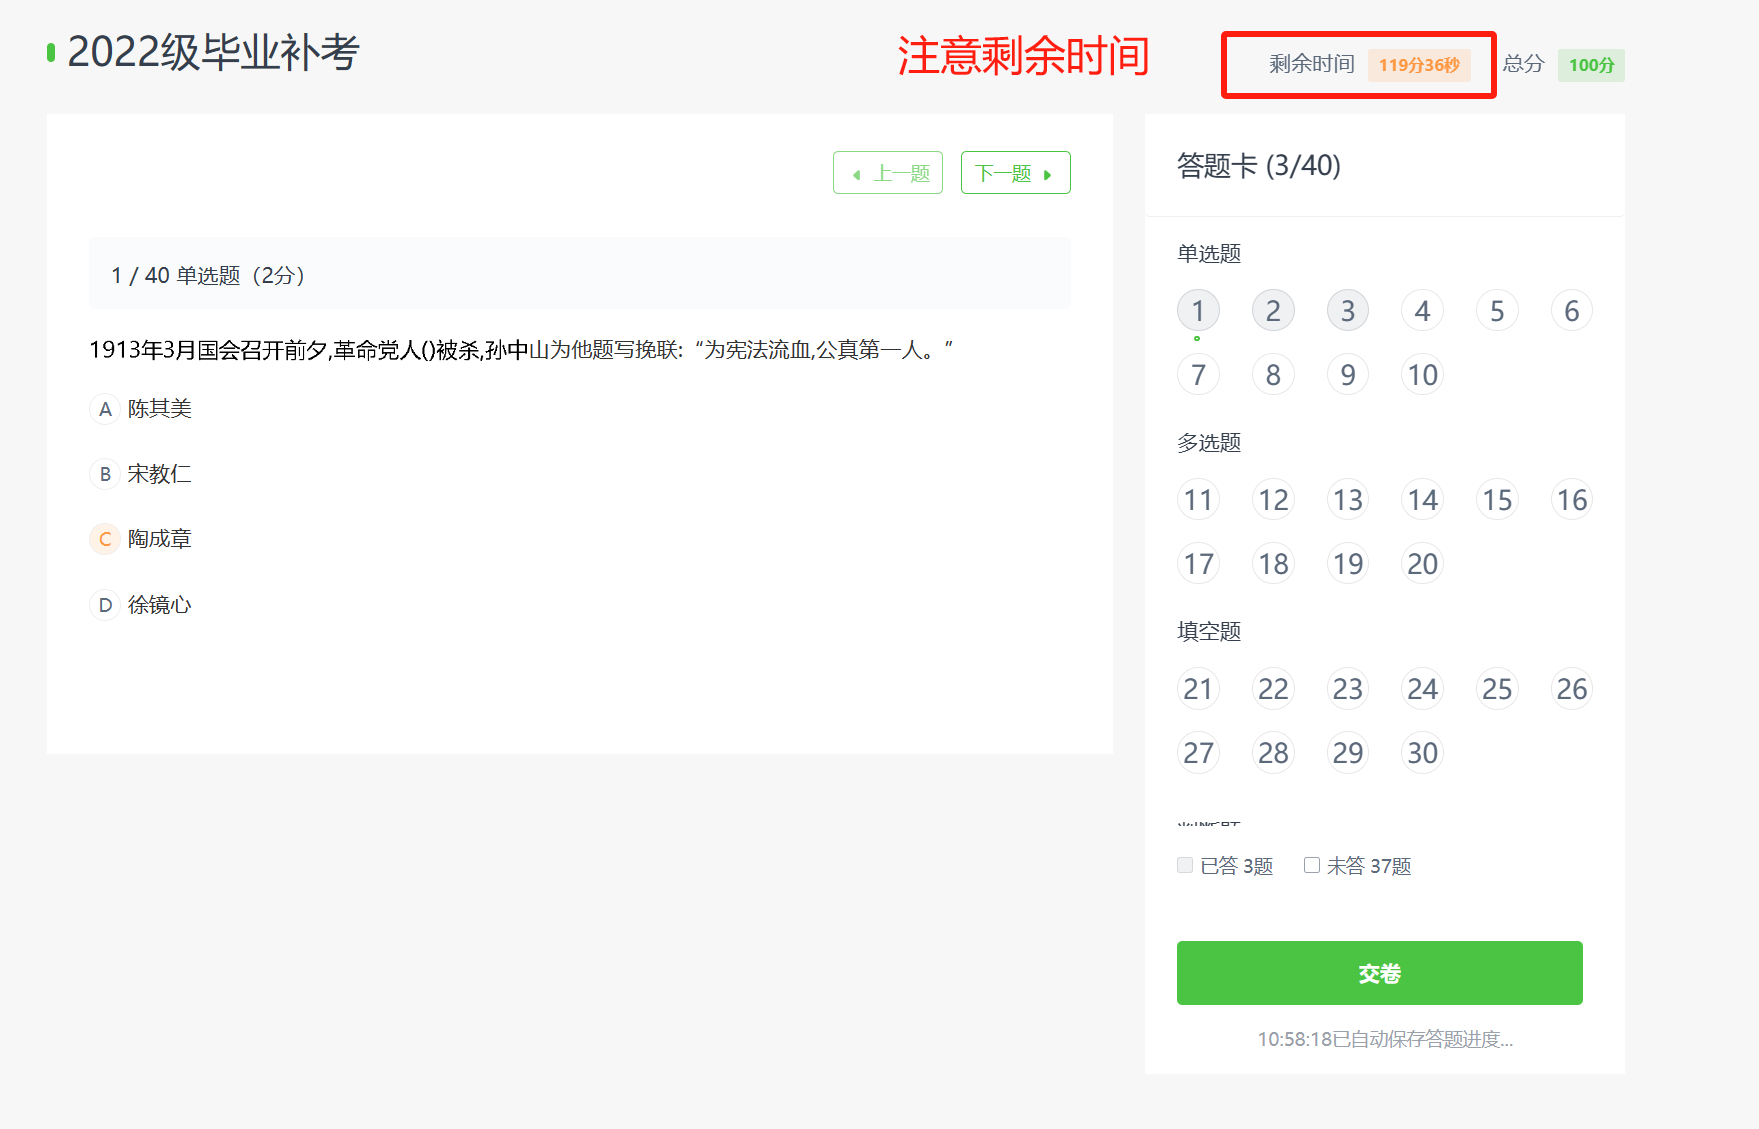 2022级毕业补考
注意剩余时间
剩余时间 119分36秒 总分 100分
上一题 下一题
1 / 40 单选题（2分）
1913年3月国会召开前夕,革命党人()被杀,孙中山为他题写挽联:“为宪法流血,公真第一人。”
A 陈其美
B 宋教仁
C 陶成章
D 徐镜心
答题卡 (3/40)
单选题
1 2 3 4 5 6
7 8 9 10
多选题
11 12 13 14 15 16
17 18 19 20
填空题
21 22 23 24 25 26
27 28 29 30
已答 3题 未答 37题
交卷
10:58:18已自动保存答题进度...